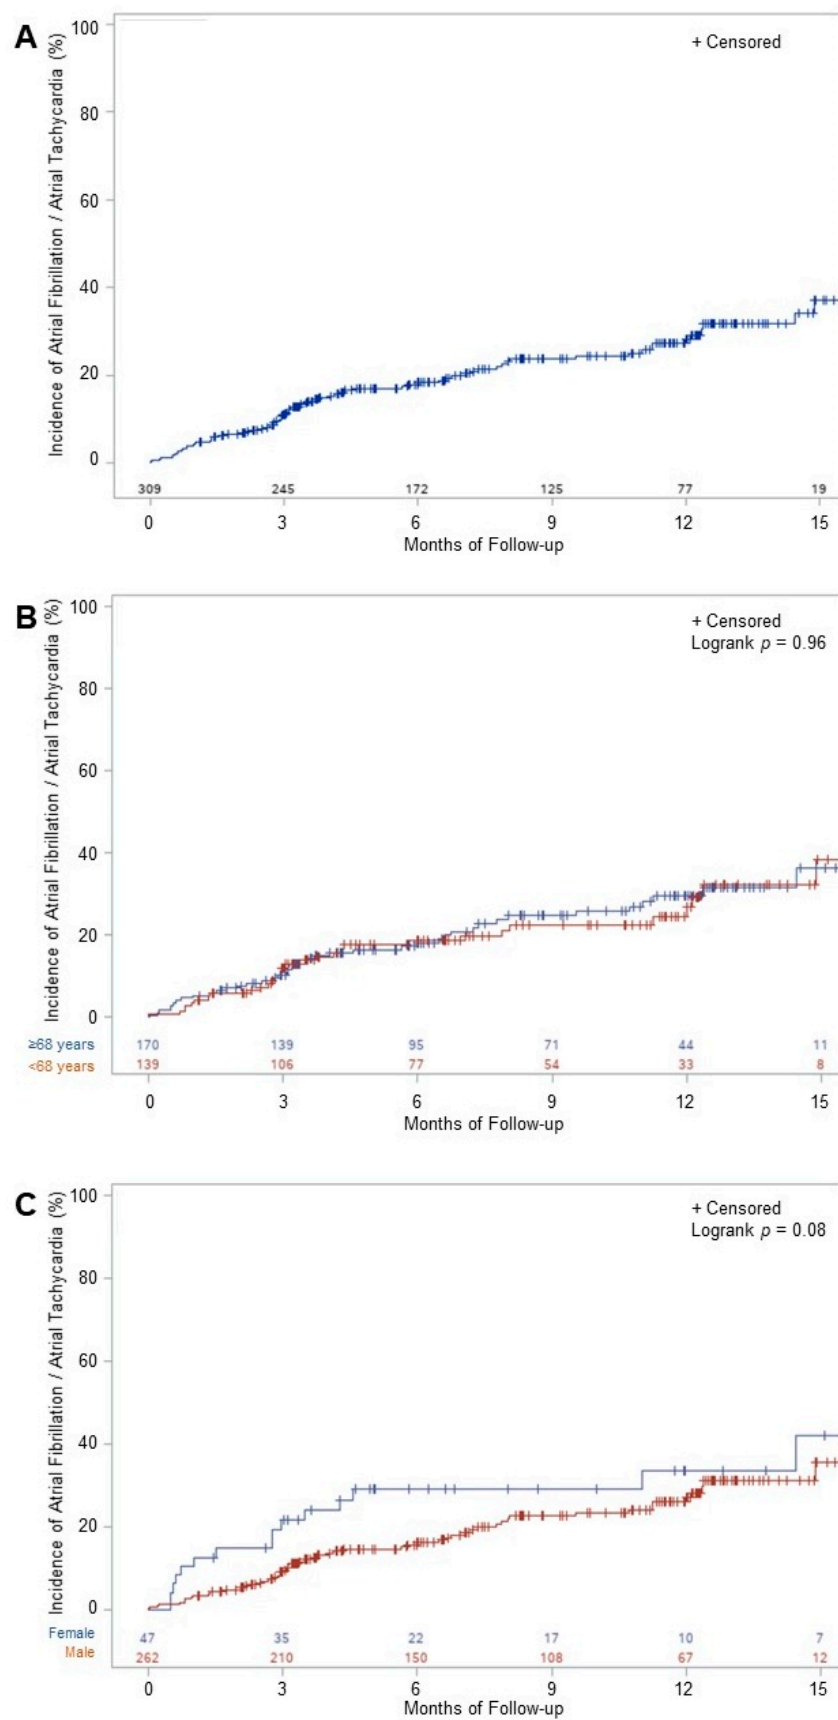 A
Incidence of Atrial Fibrillation / Atrial Tachycardia (%)
+ Censored
100
80
60
40
20
0
309 245 172 125 77 19
0 3 6 9 12 15
Months of Follow-up
B
Incidence of Atrial Fibrillation / Atrial Tachycardia (%)
+ Censored
Logrank p = 0.96
100
80
60
40
20
0
≥68 years 170 139 95 71 44 11
<68 years 139 106 77 54 33 8
0 3 6 9 12 15
Months of Follow-up
C
Incidence of Atrial Fibrillation / Atrial Tachycardia (%)
+ Censored
Logrank p = 0.08
100
80
60
40
20
0
Female 47 35 22 17 10 7
Male 262 210 150 108 67 12
0 3 6 9 12 15
Months of Follow-up